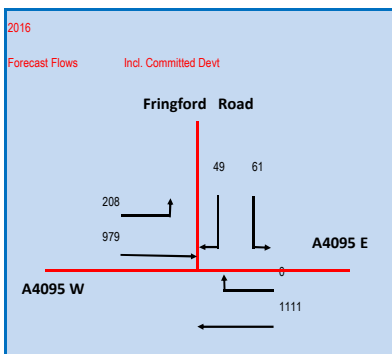 2016
Forecast Flows Incl. Committed Devt
Fringford Road
49 61
208
979
A4095 E
0
A4095 W
1111